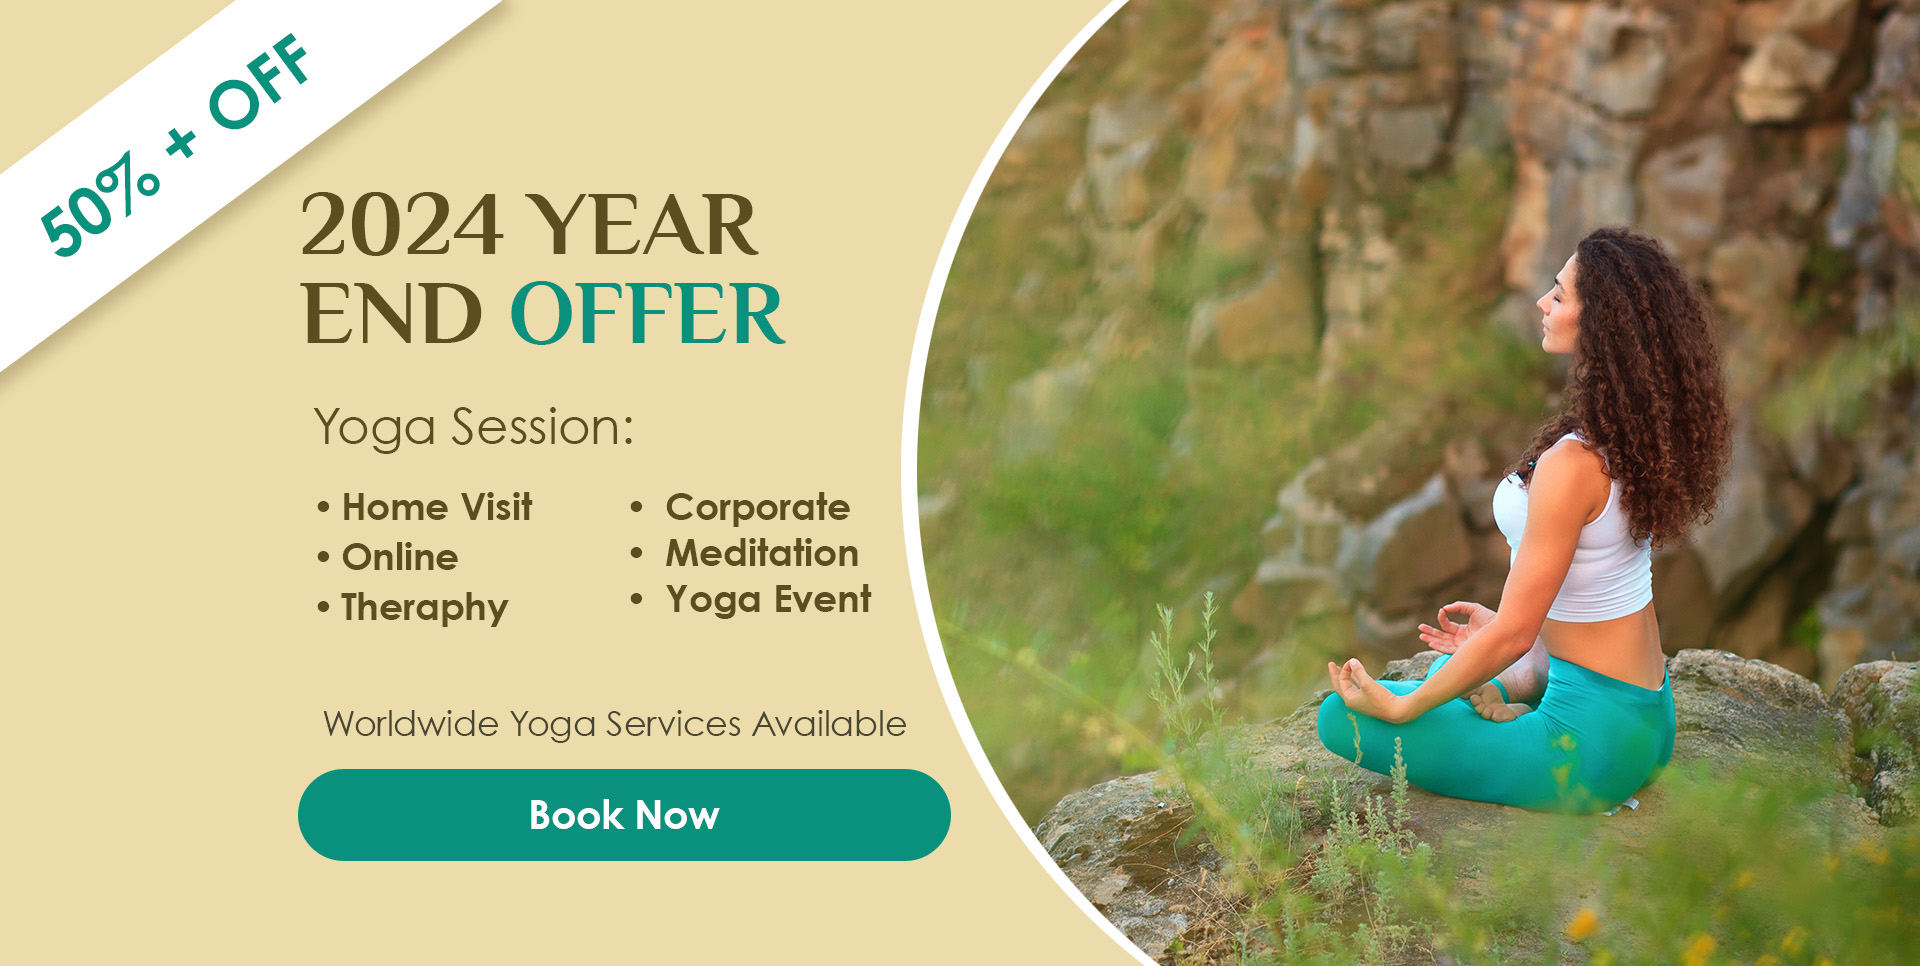 50% + OFF
2024 YEAR
END OFFER
Yoga Session:
• Home Visit
• Online
• Theraphy
• Corporate
• Meditation
• Yoga Event
Worldwide Yoga Services Available
Book Now